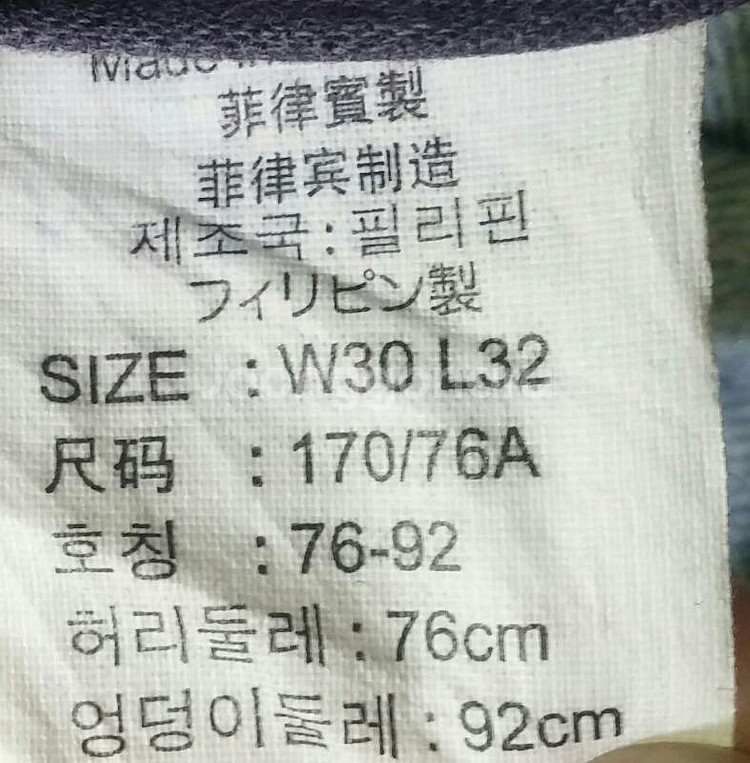 Made in
菲律賓製
菲律宾制造
제조국:필리핀
フィリピン製
SIZE : W30 L32
尺码 : 170/76A
호칭 : 76-92
허리둘레 : 76cm
엉덩이둘레 : 92cm